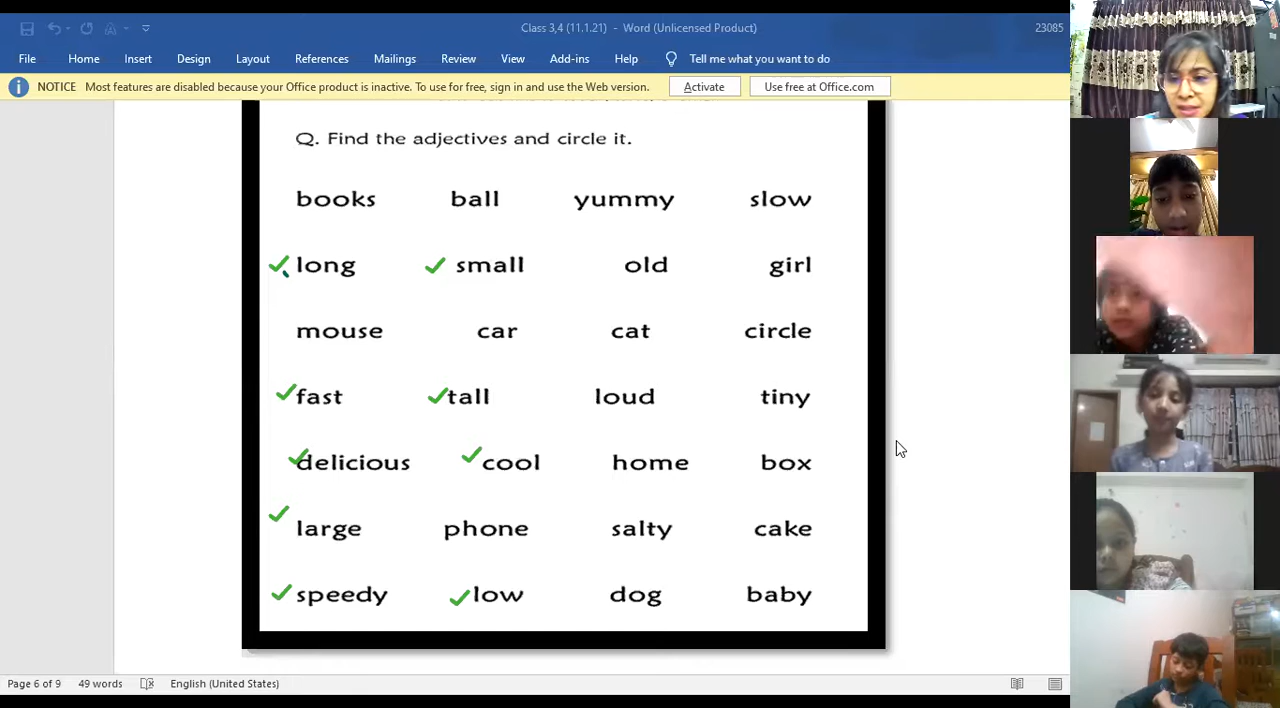 Class 3,4 (11.1.21) - Word (Unlicensed Product) 23085
File Home Insert Design Layout References Mailings Review View Add-ins Help Tell me what you want to do
NOTICE Most features are disabled because your Office product is inactive. To use for free, sign in and use the Web version. Activate Use free at Office.com
Q. Find the adjectives and circle it.
books ball yummy slow
long small old girl
mouse car cat circle
fast tall loud tiny
delicious cool home box
large phone salty cake
speedy low dog baby
Page 6 of 9 49 words English (United States)